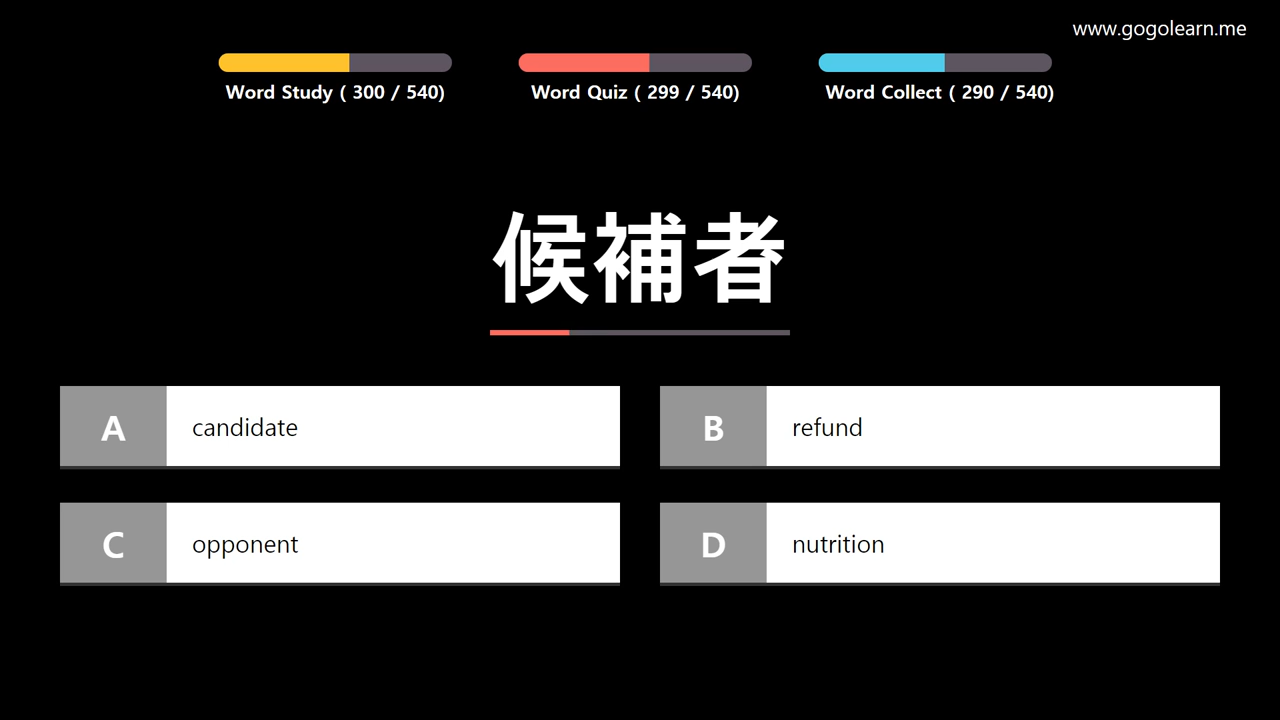 www.gogolearn.me
Word Study ( 300 / 540)
Word Quiz ( 299 / 540)
Word Collect ( 290 / 540)
候補者
A candidate
B refund
C opponent
D nutrition